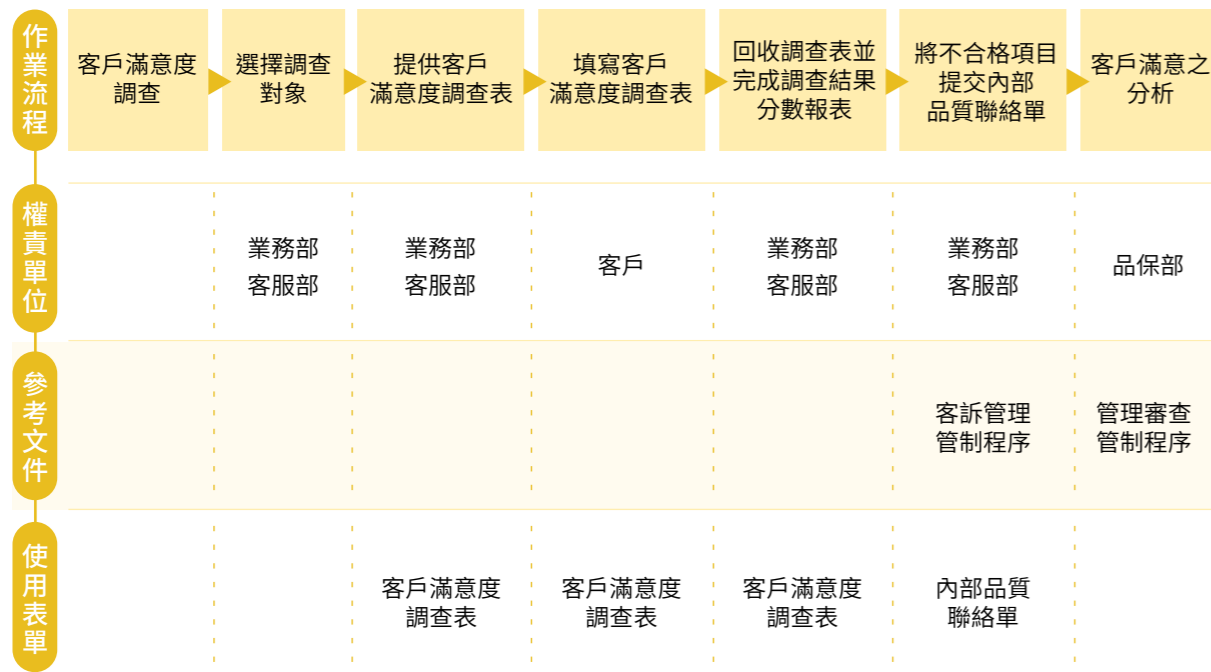 作業流程
客戶滿意度
調查
選擇調查
對象
提供客戶
滿意度調查表
填寫客戶
滿意度調查表
回收調查表並
完成調查結果
分數報表
將不合格項目
提交內部
品質聯絡單
客戶滿意之
分析
權責單位
業務部
客服部
業務部
客服部
客戶
業務部
客服部
業務部
客服部
品保部
參考文件
客訴管理
管制程序
管理審查
管制程序
使用表單
客戶滿意度
調查表
客戶滿意度
調查表
客戶滿意度
調查表
內部品質
聯絡單